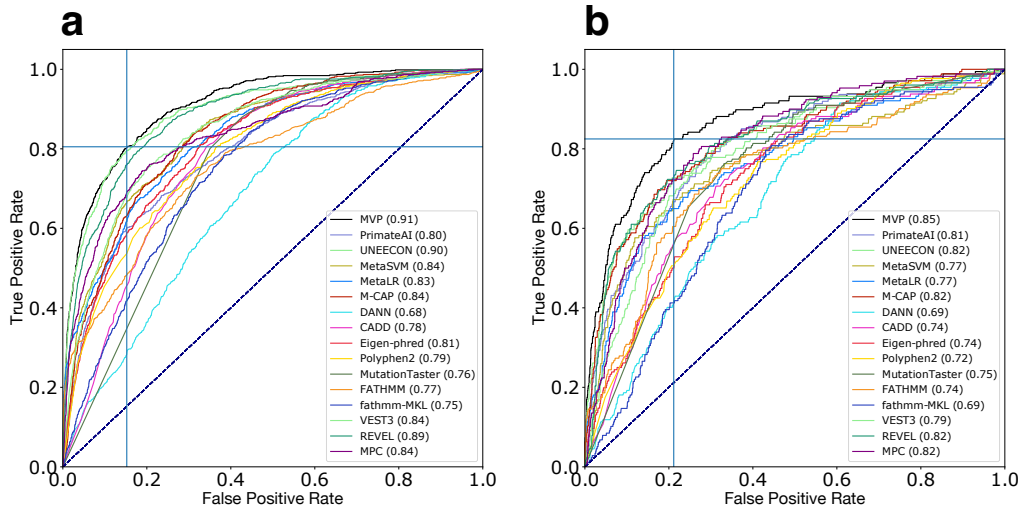 a
True Positive Rate
1.0
0.8
0.6
0.4
0.2
0.0
MVP (0.91)
PrimateAI (0.80)
UNEECON (0.90)
MetaSVM (0.84)
MetaLR (0.83)
M-CAP (0.84)
DANN (0.68)
CADD (0.78)
Eigen-phred (0.81)
Polyphen2 (0.79)
MutationTaster (0.76)
FATHMM (0.77)
fathmm-MKL (0.75)
VEST3 (0.84)
REVEL (0.89)
MPC (0.84)
0.0 0.2 0.4 0.6 0.8 1.0
False Positive Rate
b
True Positive Rate
1.0
0.8
0.6
0.4
0.2
0.0
MVP (0.85)
PrimateAI (0.81)
UNEECON (0.82)
MetaSVM (0.77)
MetaLR (0.77)
M-CAP (0.82)
DANN (0.69)
CADD (0.74)
Eigen-phred (0.74)
Polyphen2 (0.72)
MutationTaster (0.75)
FATHMM (0.74)
fathmm-MKL (0.69)
VEST3 (0.79)
REVEL (0.82)
MPC (0.82)
0.0 0.2 0.4 0.6 0.8 1.0
False Positive Rate